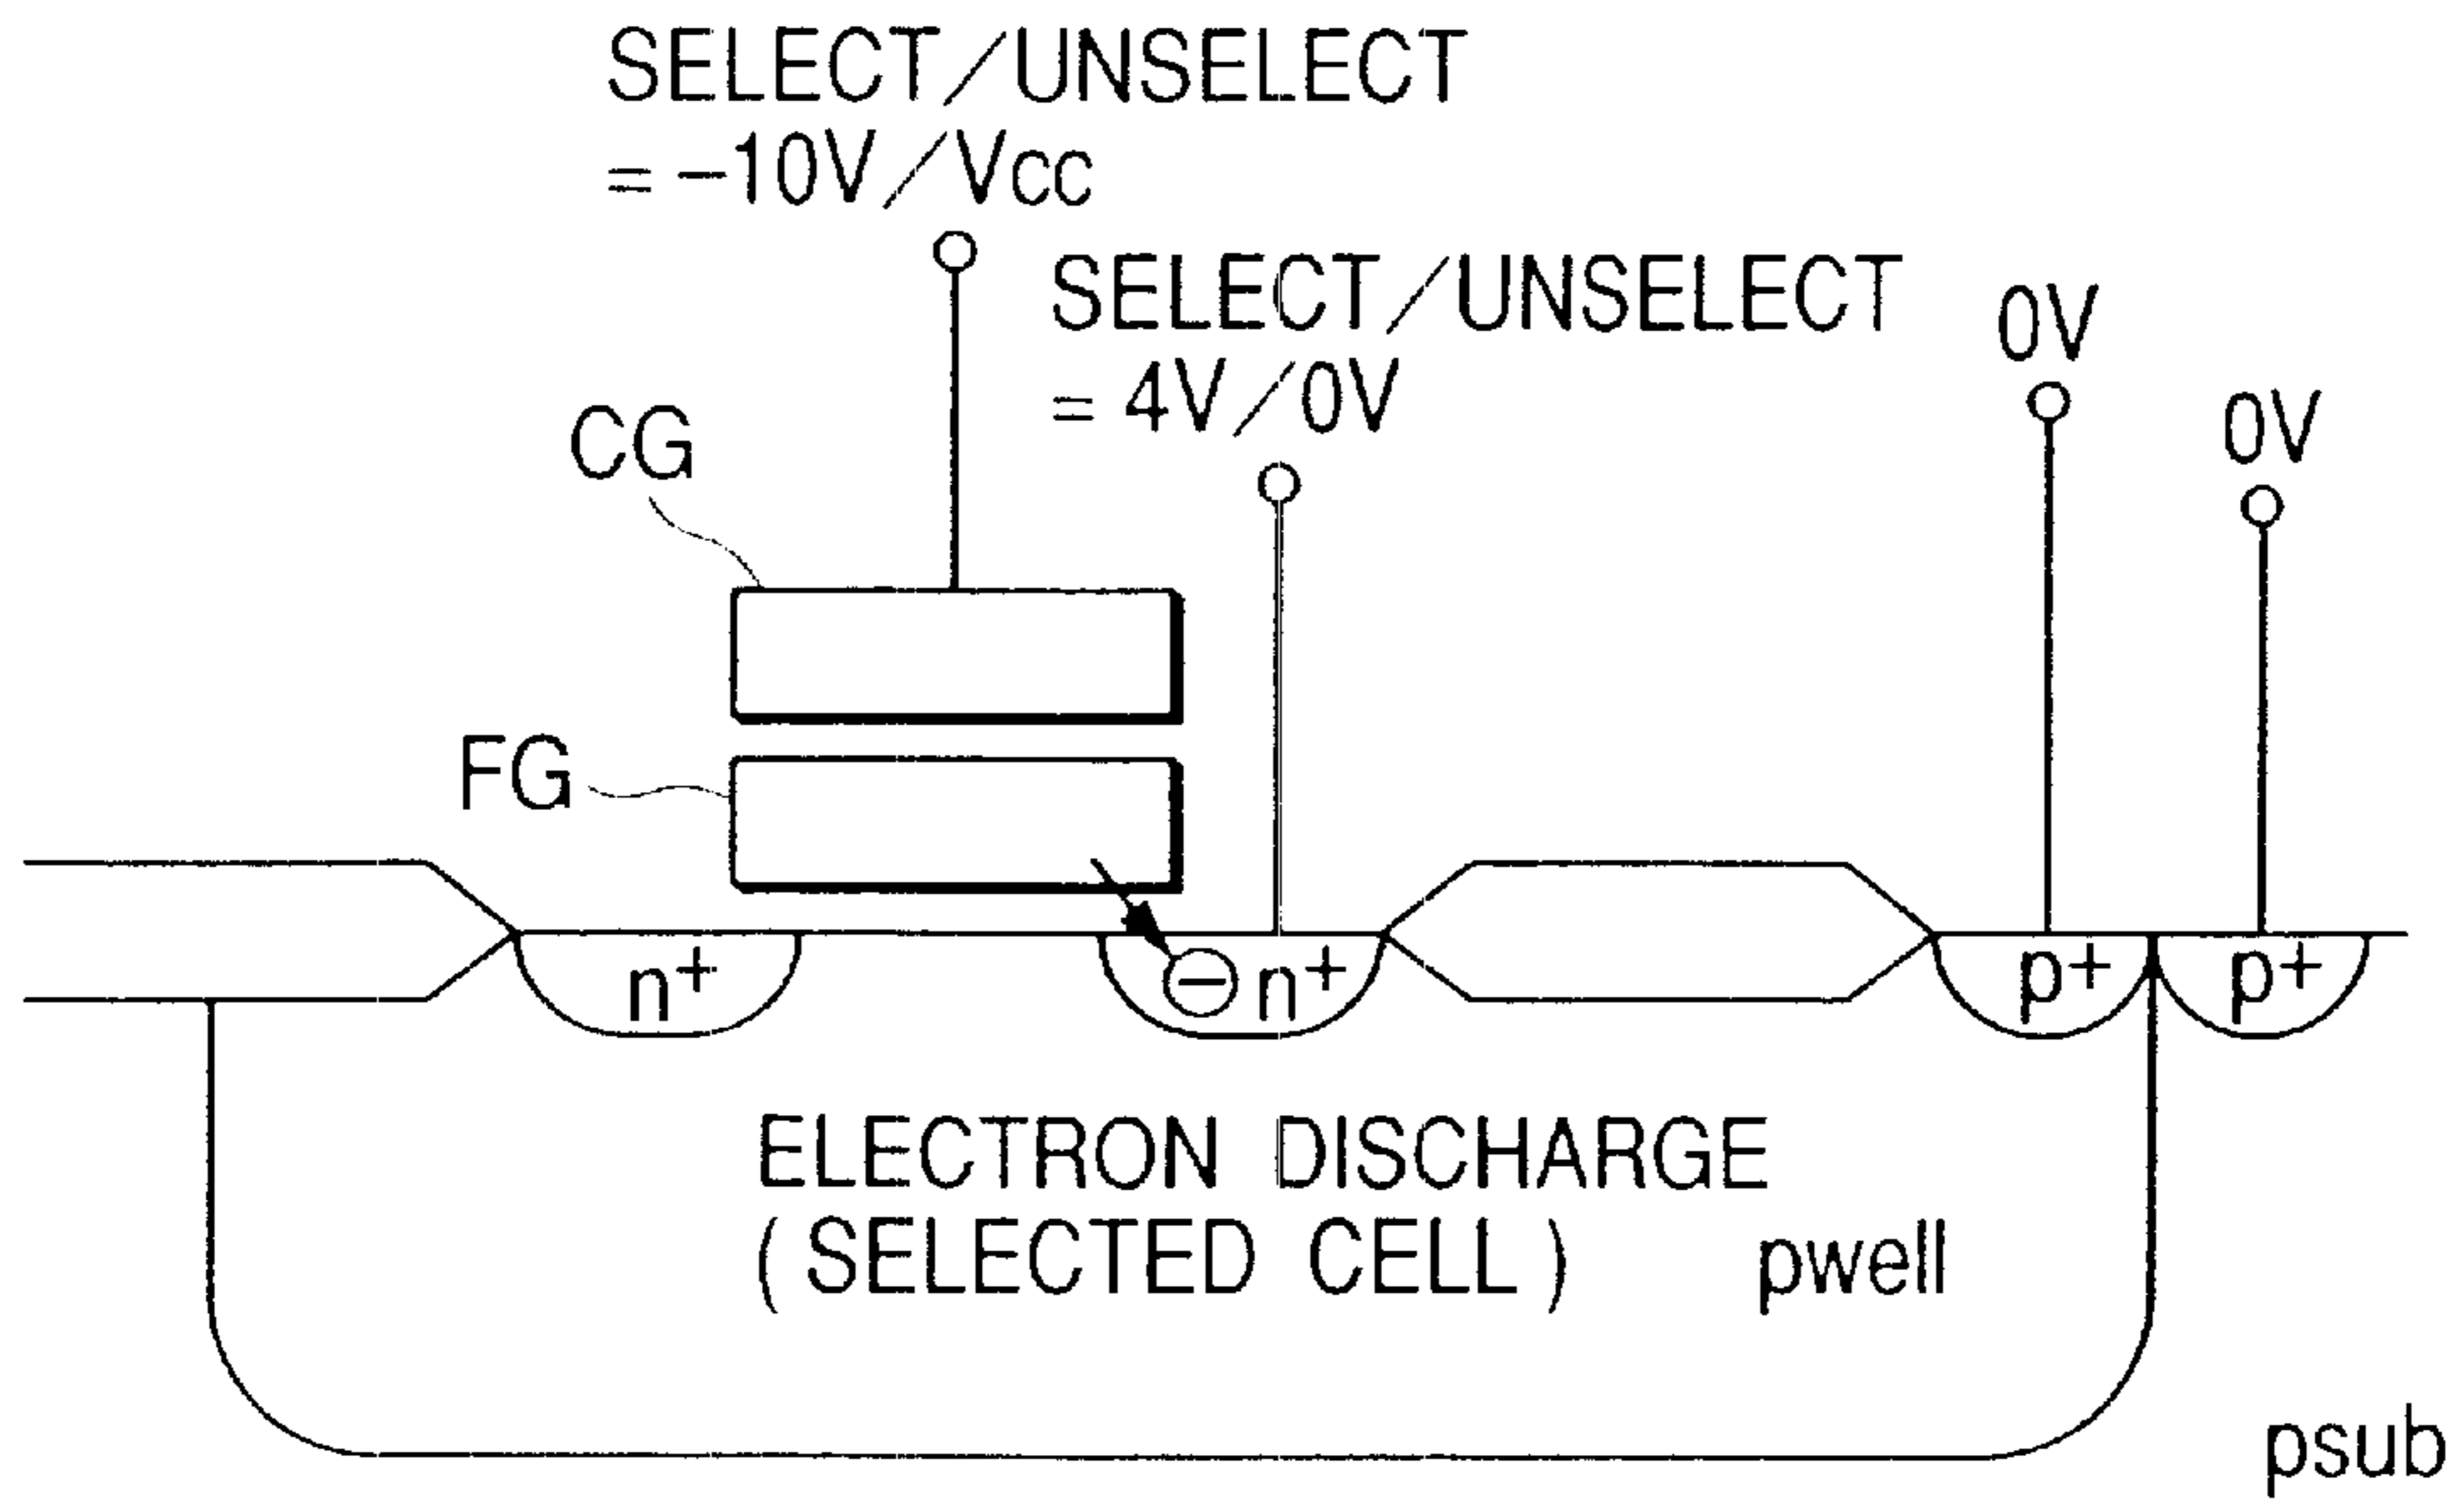 SELECT/UNSELECT
= -10V/Vcc
SELECT/UNSELECT
= 4V/0V
0V
0V
CG
FG
n+
⊖ n+
p+
p+
ELECTRON DISCHARGE
(SELECTED CELL)
pwell
psub